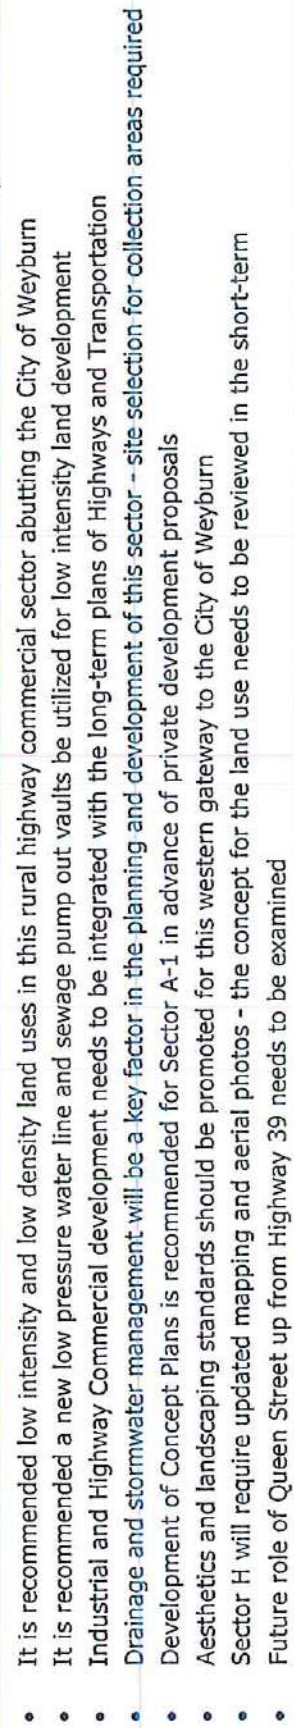 • It is recommended low intensity and low density land uses in this rural highway commercial sector abutting the City of Weyburn
• It is recommended a new low pressure water line and sewage pump out vaults be utilized for low intensity land development
• Industrial and Highway Commercial development needs to be integrated with the long-term plans of Highways and Transportation
• Drainage and stormwater management will be a key factor in the planning and development of this sector - site selection for collection areas required
• Development of Concept Plans is recommended for Sector A-1 in advance of private development proposals
• Aesthetics and landscaping standards should be promoted for this western gateway to the City of Weyburn
• Sector H will require updated mapping and aerial photos - the concept for the land use needs to be reviewed in the short-term
• Future role of Queen Street up from Highway 39 needs to be examined